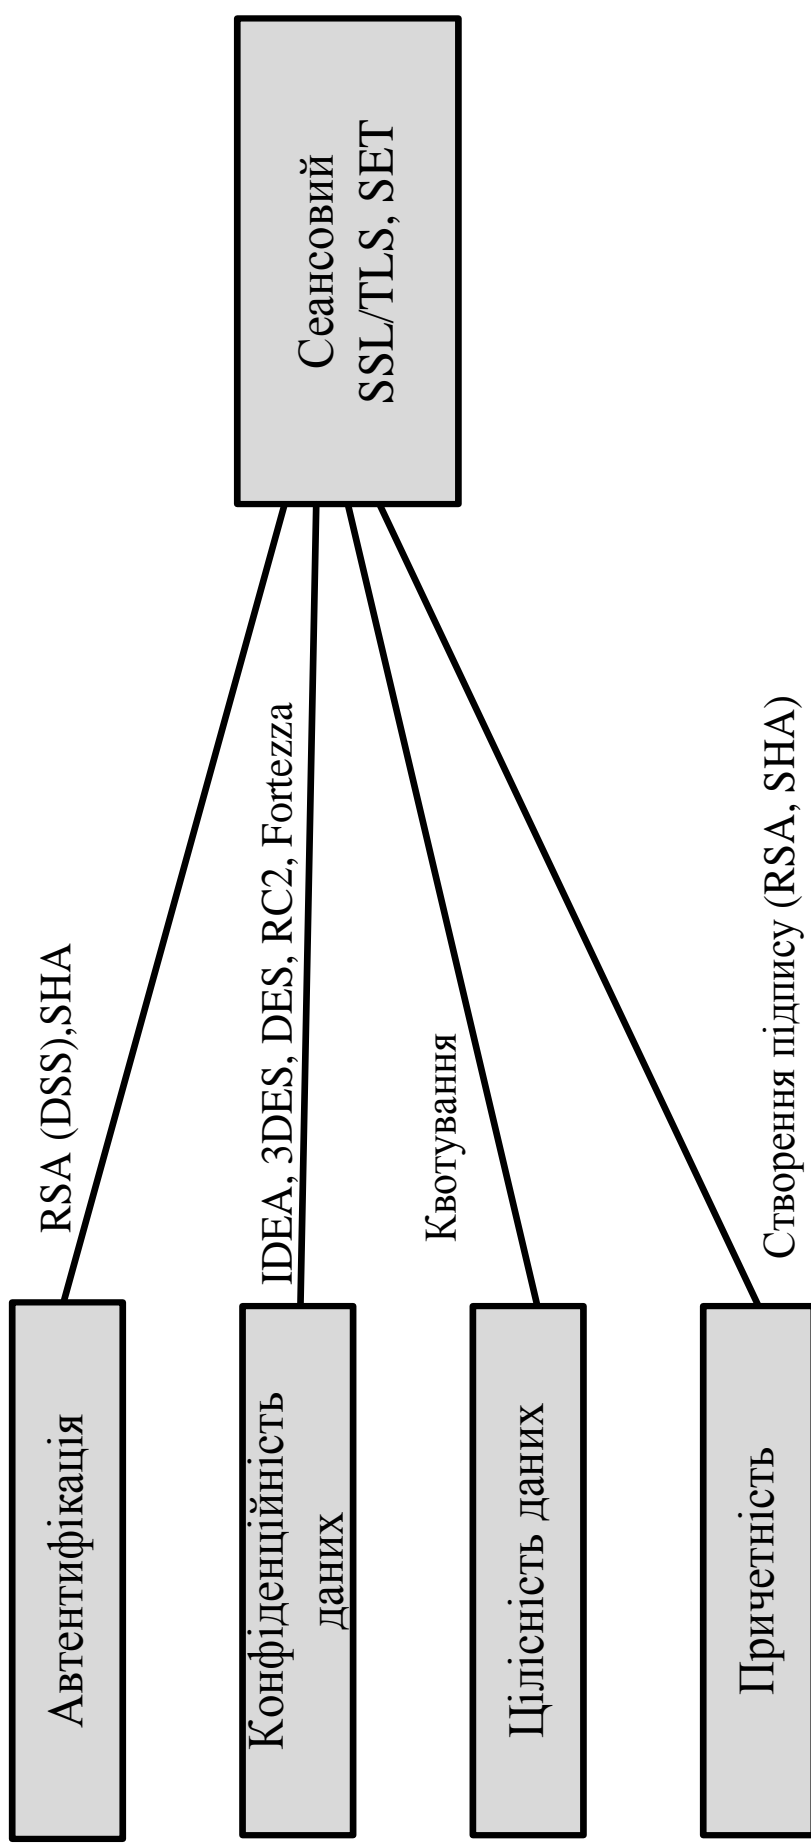 Автентифікація
RSA (DSS),SHA
Конфіденційність
даних
IDEA, 3DES, DES, RC2, Fortezza
Сеансовий
SSL/TLS, SET
Цілісність даних
Квотування
Причетність
Створення підпису (RSA, SHA)